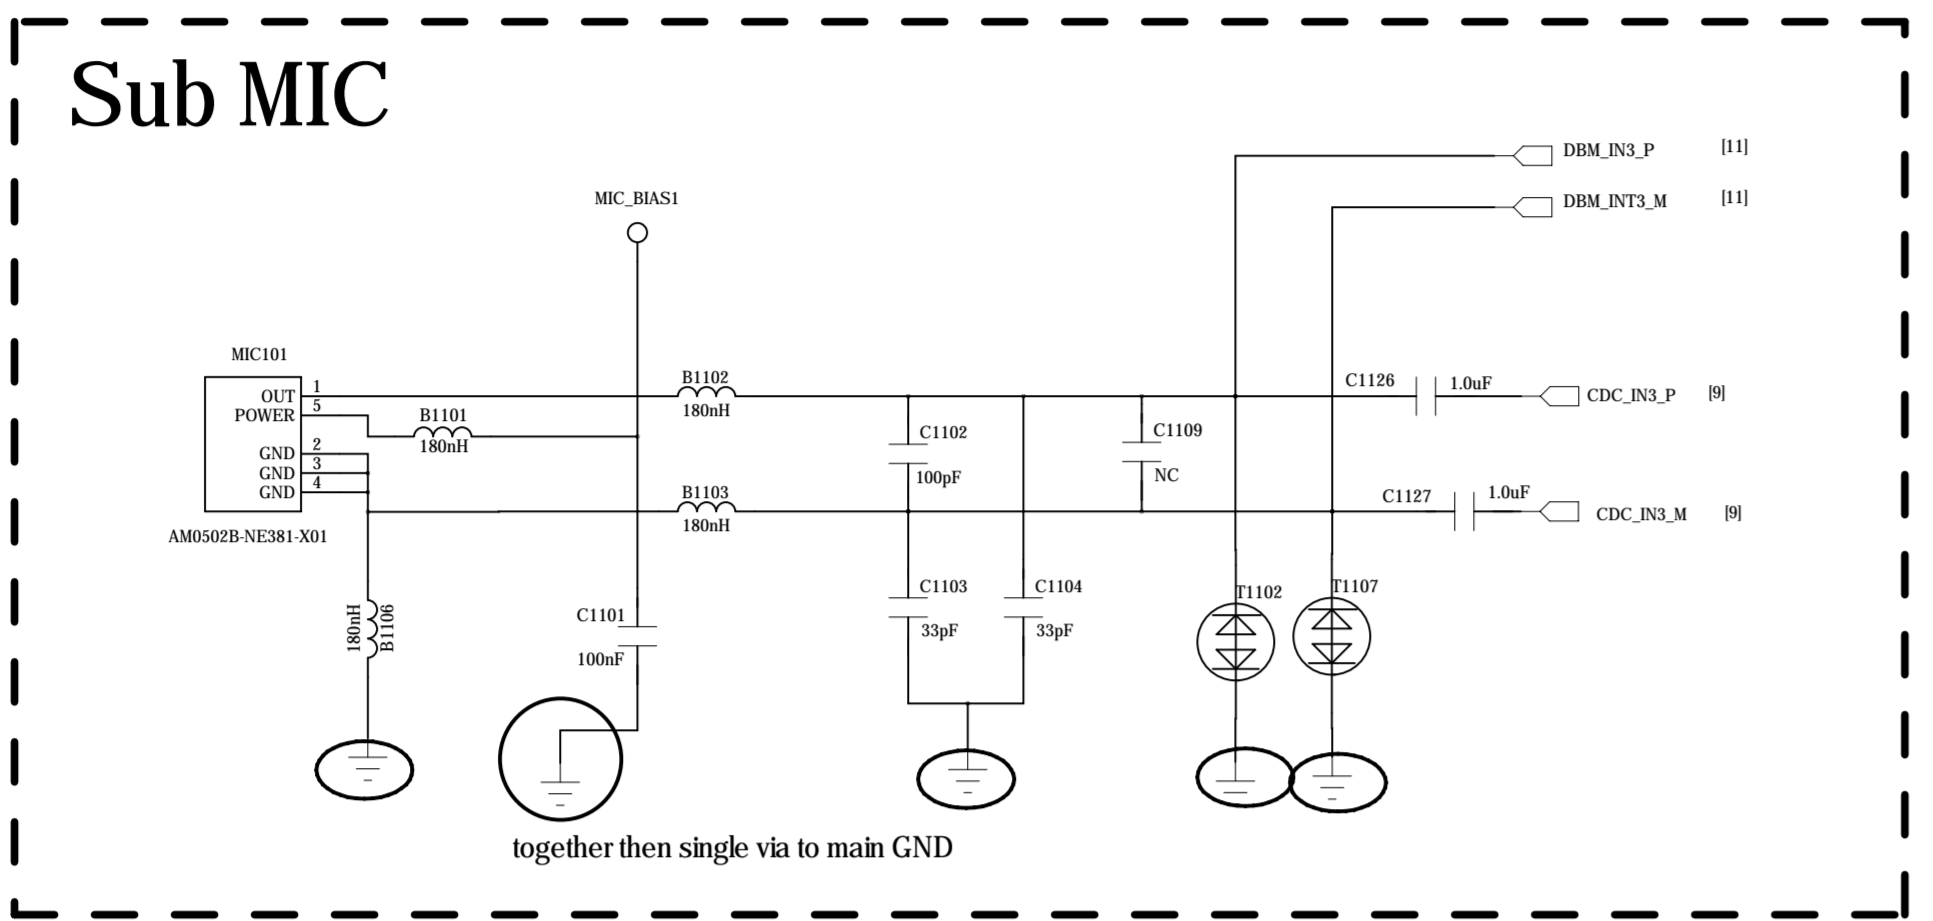 Sub MIC
DBM_IN3_P [11]
DBM_INT3_M [11]
MIC_BIAS1
MIC101
OUT 1
POWER 5
GND 2
GND 3
GND 4
AM0502B-NE381-X01
B1101
180nH
B1102
180nH
B1103
180nH
180nH
B1106
C1101
100nF
C1102
100pF
C1109
NC
C1103
33pF
C1104
33pF
C1126 1.0uF
CDC_IN3_P [9]
C1127 1.0uF
CDC_IN3_M [9]
T1102
T1107
together then single via to main GND